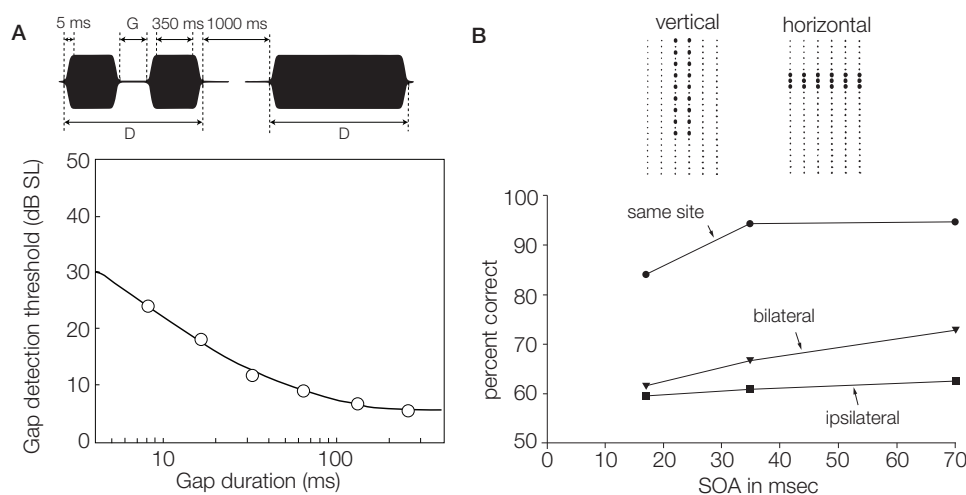 A
5 ms
G
350 ms
1000 ms
D
D
Gap detection threshold (dB SL)
50
40
30
20
10
0
10
100
Gap duration (ms)
B
vertical
horizontal
percent correct
100
90
80
70
60
50
same site
bilateral
ipsilateral
0
10
20
30
40
50
60
70
SOA in msec